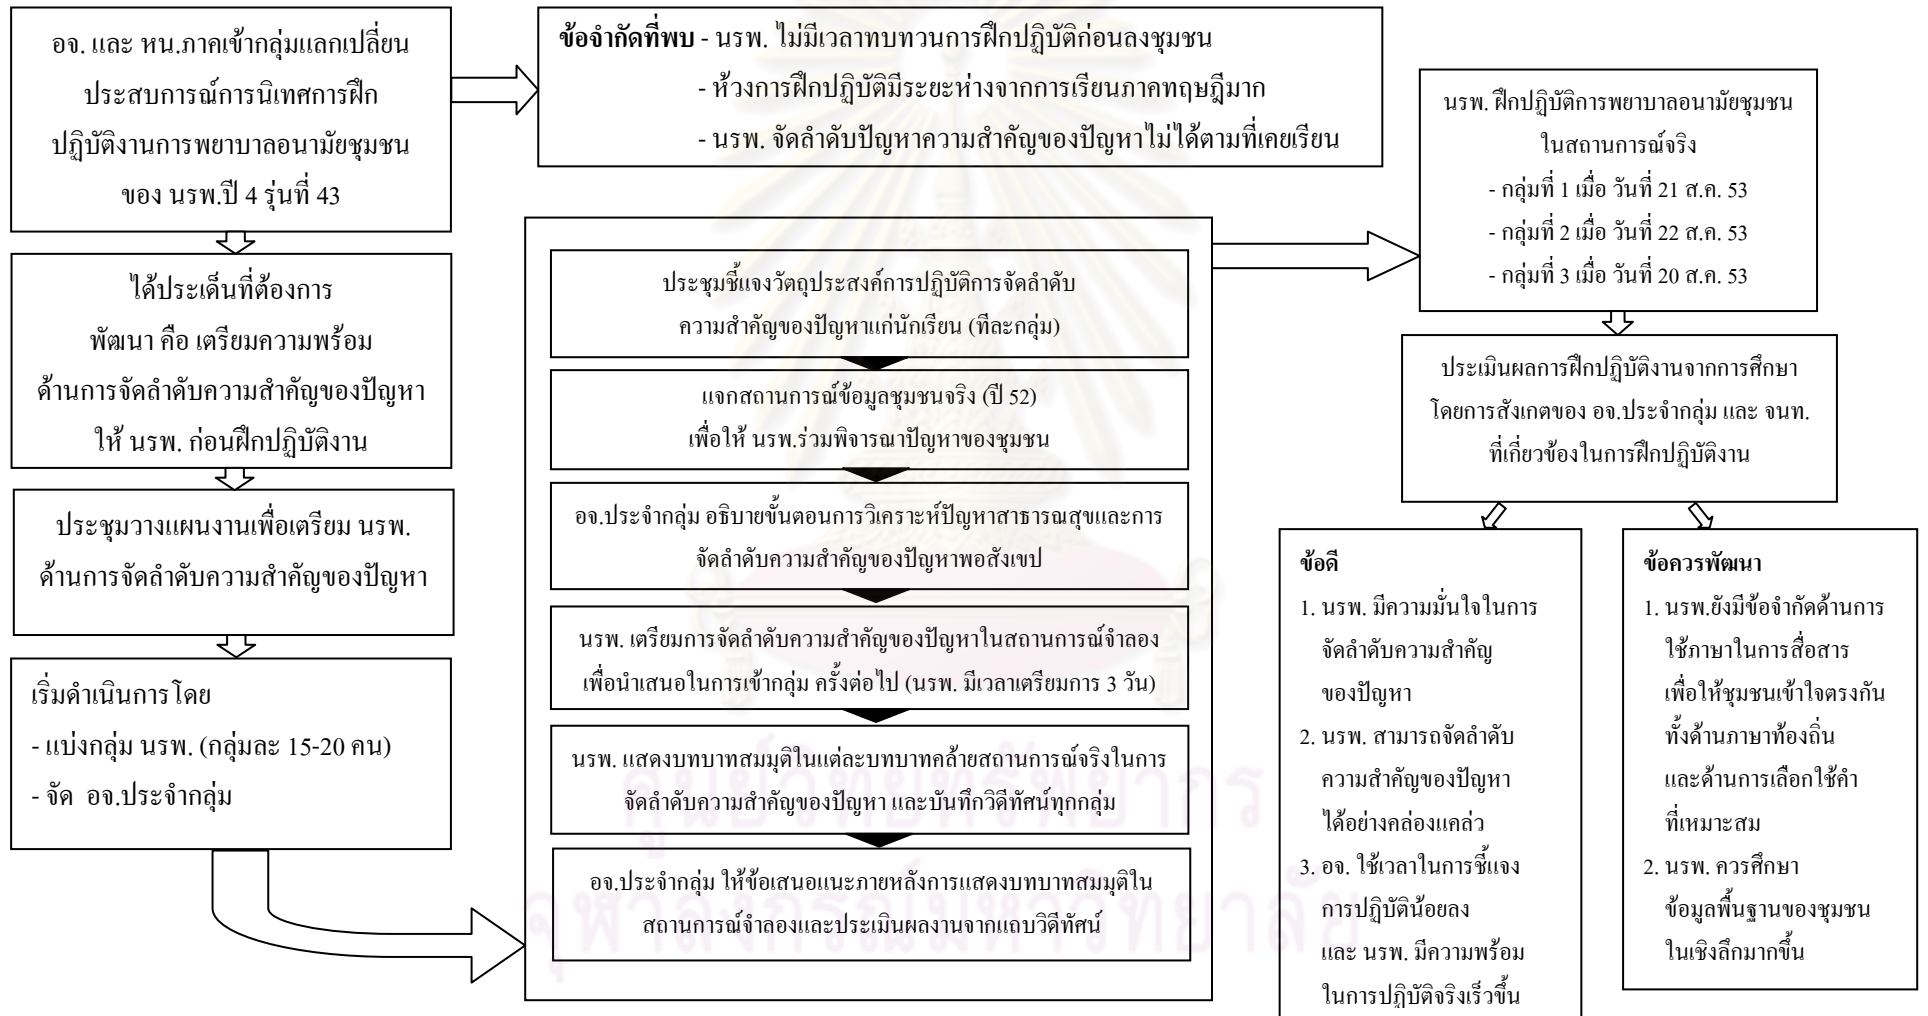 อจ. และ หน.ภาคเข้ากลุ่มแลกเปลี่ยน
ประสบการณ์การนิเทศการฝึก
ปฏิบัติงานการพยาบาลอนามัยชุมชน
ของ นรพ.ปี 4 รุ่นที่ 43
ข้อจำกัดที่พบ - นรพ. ไม่มีเวลาทบทวนการฝึกปฏิบัติก่อนลงชุมชน
- ห้วงการฝึกปฏิบัติมีระยะห่างจากการเรียนภาคทฤษฎีมาก
- นรพ. จัดลำดับปัญหาความสำคัญของปัญหาไม่ได้ตามที่เคยเรียน
ได้ประเด็นที่ต้องการ
พัฒนา คือ เตรียมความพร้อม
ด้านการจัดลำดับความสำคัญของปัญหา
ให้ นรพ. ก่อนฝึกปฏิบัติงาน
ประชุมวางแผนงานเพื่อเตรียม นรพ.
ด้านการจัดลำดับความสำคัญของปัญหา
เริ่มดำเนินการโดย
- แบ่งกลุ่ม นรพ. (กลุ่มละ 15-20 คน)
- จัด อจ.ประจำกลุ่ม
ประชุมชี้แจงวัตถุประสงค์การปฏิบัติการจัดลำดับ
ความสำคัญของปัญหาแก่นักเรียน (ทีละกลุ่ม)
แจกสถานการณ์ข้อมูลชุมชนจริง (ปี 52)
เพื่อให้ นรพ.ร่วมพิจารณาปัญหาของชุมชน
อจ.ประจำกลุ่ม อธิบายขั้นตอนการวิเคราะห์ปัญหาสาธารณสุขและการ
จัดลำดับความสำคัญของปัญหาพอสังเขป
นรพ. เตรียมการจัดลำดับความสำคัญของปัญหาในสถานการณ์จำลอง
เพื่อนำเสนอในการเข้ากลุ่ม ครั้งต่อไป (นรพ. มีเวลาเตรียมการ 3 วัน)
นรพ. แสดงบทบาทสมมุติในแต่ละบทบาทคล้ายสถานการณ์จริงในการ
จัดลำดับความสำคัญของปัญหา และบันทึกวิดีทัศน์ทุกกลุ่ม
อจ.ประจำกลุ่ม ให้ข้อเสนอแนะภายหลังการแสดงบทบาทสมมุติใน
สถานการณ์จำลองและประเมินผลงานจากแถบวิดีทัศน์
นรพ. ฝึกปฏิบัติการพยาบาลอนามัยชุมชน
ในสถานการณ์จริง
- กลุ่มที่ 1 เมื่อ วันที่ 21 ส.ค. 53
- กลุ่มที่ 2 เมื่อ วันที่ 22 ส.ค. 53
- กลุ่มที่ 3 เมื่อ วันที่ 20 ส.ค. 53
ประเมินผลการฝึกปฏิบัติงานจากการศึกษา
โดยการสังเกตของ อจ.ประจำกลุ่ม และ จนท.
ที่เกี่ยวข้องในการฝึกปฏิบัติงาน
ข้อดี
1. นรพ. มีความมั่นใจในการ
จัดลำดับความสำคัญ
ของปัญหา
2. นรพ. สามารถจัดลำดับ
ความสำคัญของปัญหา
ได้อย่างคล่องแคล่ว
3. อจ. ใช้เวลาในการชี้แจง
การปฏิบัติน้อยลง
และ นรพ. มีความพร้อม
ในการปฏิบัติจริงเร็วขึ้น
ข้อควรพัฒนา
1. นรพ.ยังมีข้อจำกัดด้านการ
ใช้ภาษาในการสื่อสาร
เพื่อให้ชุมชนเข้าใจตรงกัน
ทั้งด้านภาษาท้องถิ่น
และด้านการเลือกใช้คำ
ที่เหมาะสม
2. นรพ. ควรศึกษา
ข้อมูลพื้นฐานของชุมชน
ในเชิงลึกมากขึ้น
ศูนย์วิทยทรัพยากร
จุฬาลงกรณ์มหาวิทยาลัย